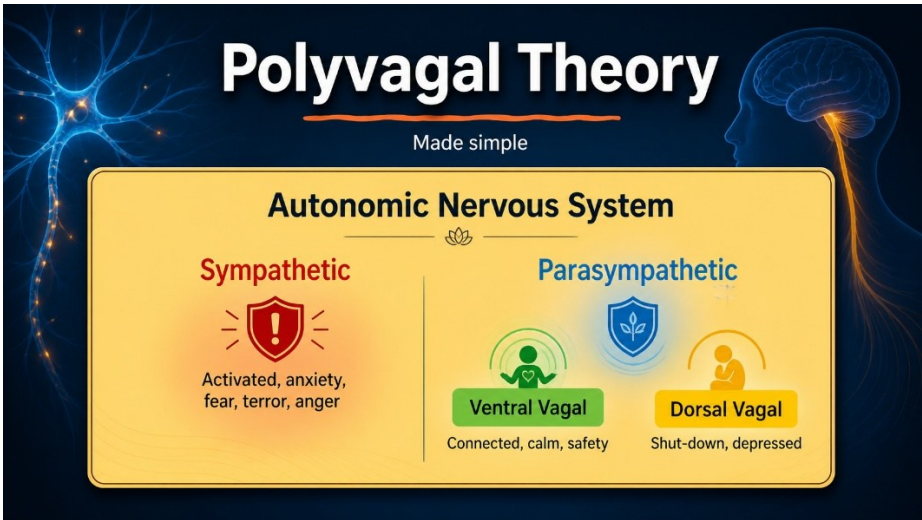 Polyvagal Theory
Made simple
Autonomic Nervous System
Sympathetic
!
Activated, anxiety,
fear, terror, anger
Parasympathetic
Ventral Vagal
Connected, calm, safety
Dorsal Vagal
Shut-down, depressed